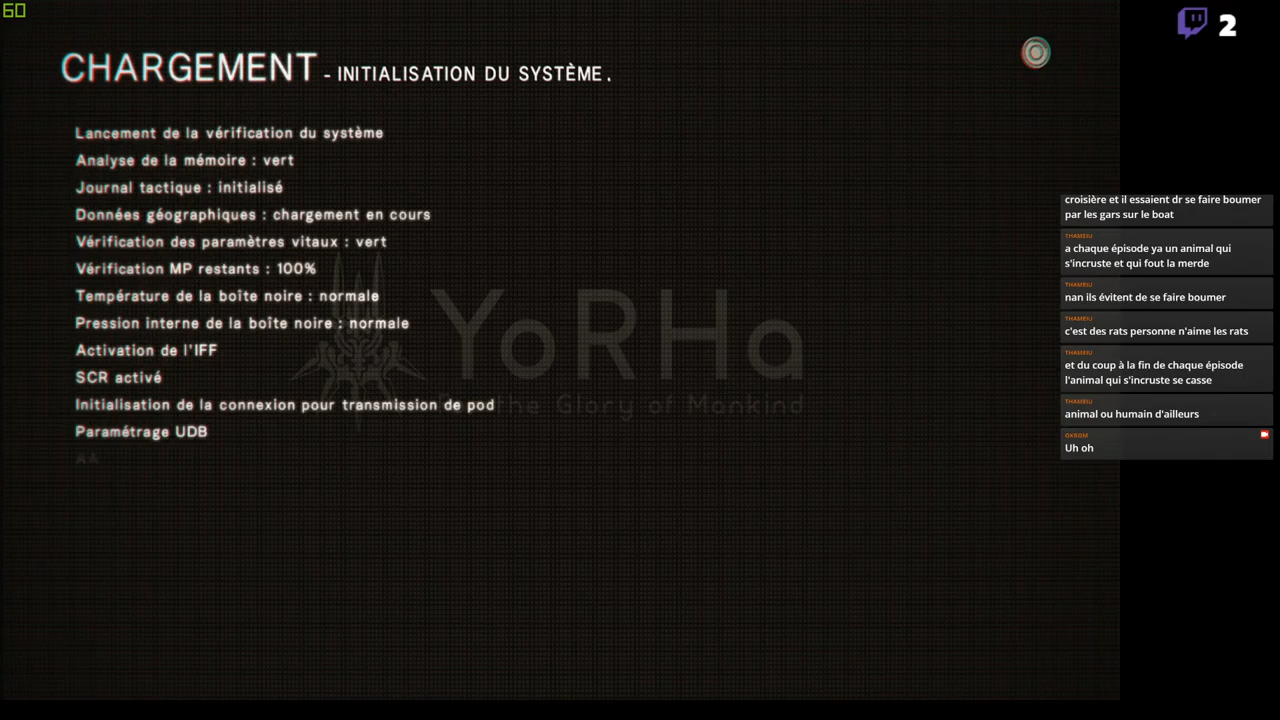 60
CHARGEMENT - INITIALISATION DU SYSTÈME.
Lancement de la vérification du système
Analyse de la mémoire : vert
Journal tactique : initialisé
Données géographiques : chargement en cours
Vérification des paramètres vitaux : vert
Vérification MP restants : 100%
Température de la boîte noire : normale
Pression interne de la boîte noire : normale
Activation de l'IFF
SCR activé
Initialisation de la connexion pour transmission de pod
Paramétrage UDB
YoRHa
the Glory of Mankind
2
croisière et il essaient dr se faire boumer
par les gars sur le boat
THAMEIU
a chaque épisode ya un animal qui
s'incruste et qui fout la merde
THAMEIU
nan ils évitent de se faire boumer
THAMEIU
c'est des rats personne n'aime les rats
THAMEIU
et du coup à la fin de chaque épisode
l'animal qui s'incruste se casse
THAMEIU
animal ou humain d'ailleurs
Uh oh